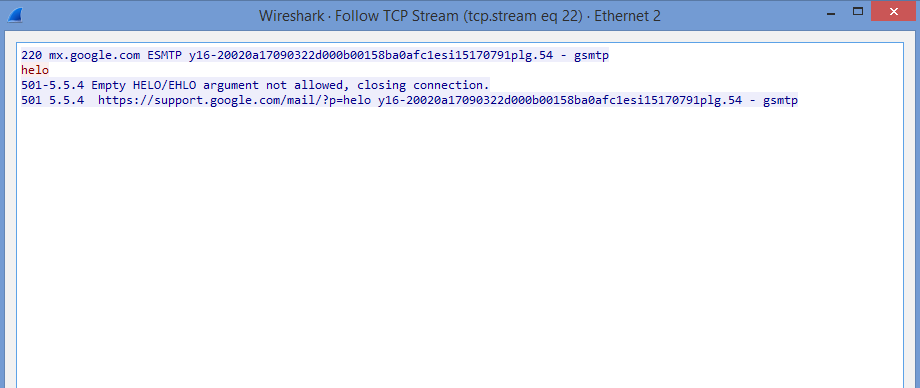 Wireshark · Follow TCP Stream (tcp.stream eq 22) · Ethernet 2
220 mx.google.com ESMTP y16-20020a17090322d000b00158ba0afc1esi15170791plg.54 - gsmtp
helo
501-5.5.4 Empty HELO/EHLO argument not allowed, closing connection.
501 5.5.4  https://support.google.com/mail/?p=helo y16-20020a17090322d000b00158ba0afc1esi15170791plg.54 - gsmtp